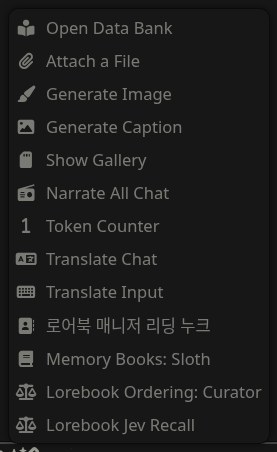 Open Data Bank
Attach a File
Generate Image
Generate Caption
Show Gallery
Narrate All Chat
1 Token Counter
Translate Chat
Translate Input
로어북 매니저 리딩 누크
Memory Books: Sloth
Lorebook Ordering: Curator
Lorebook Jev Recall